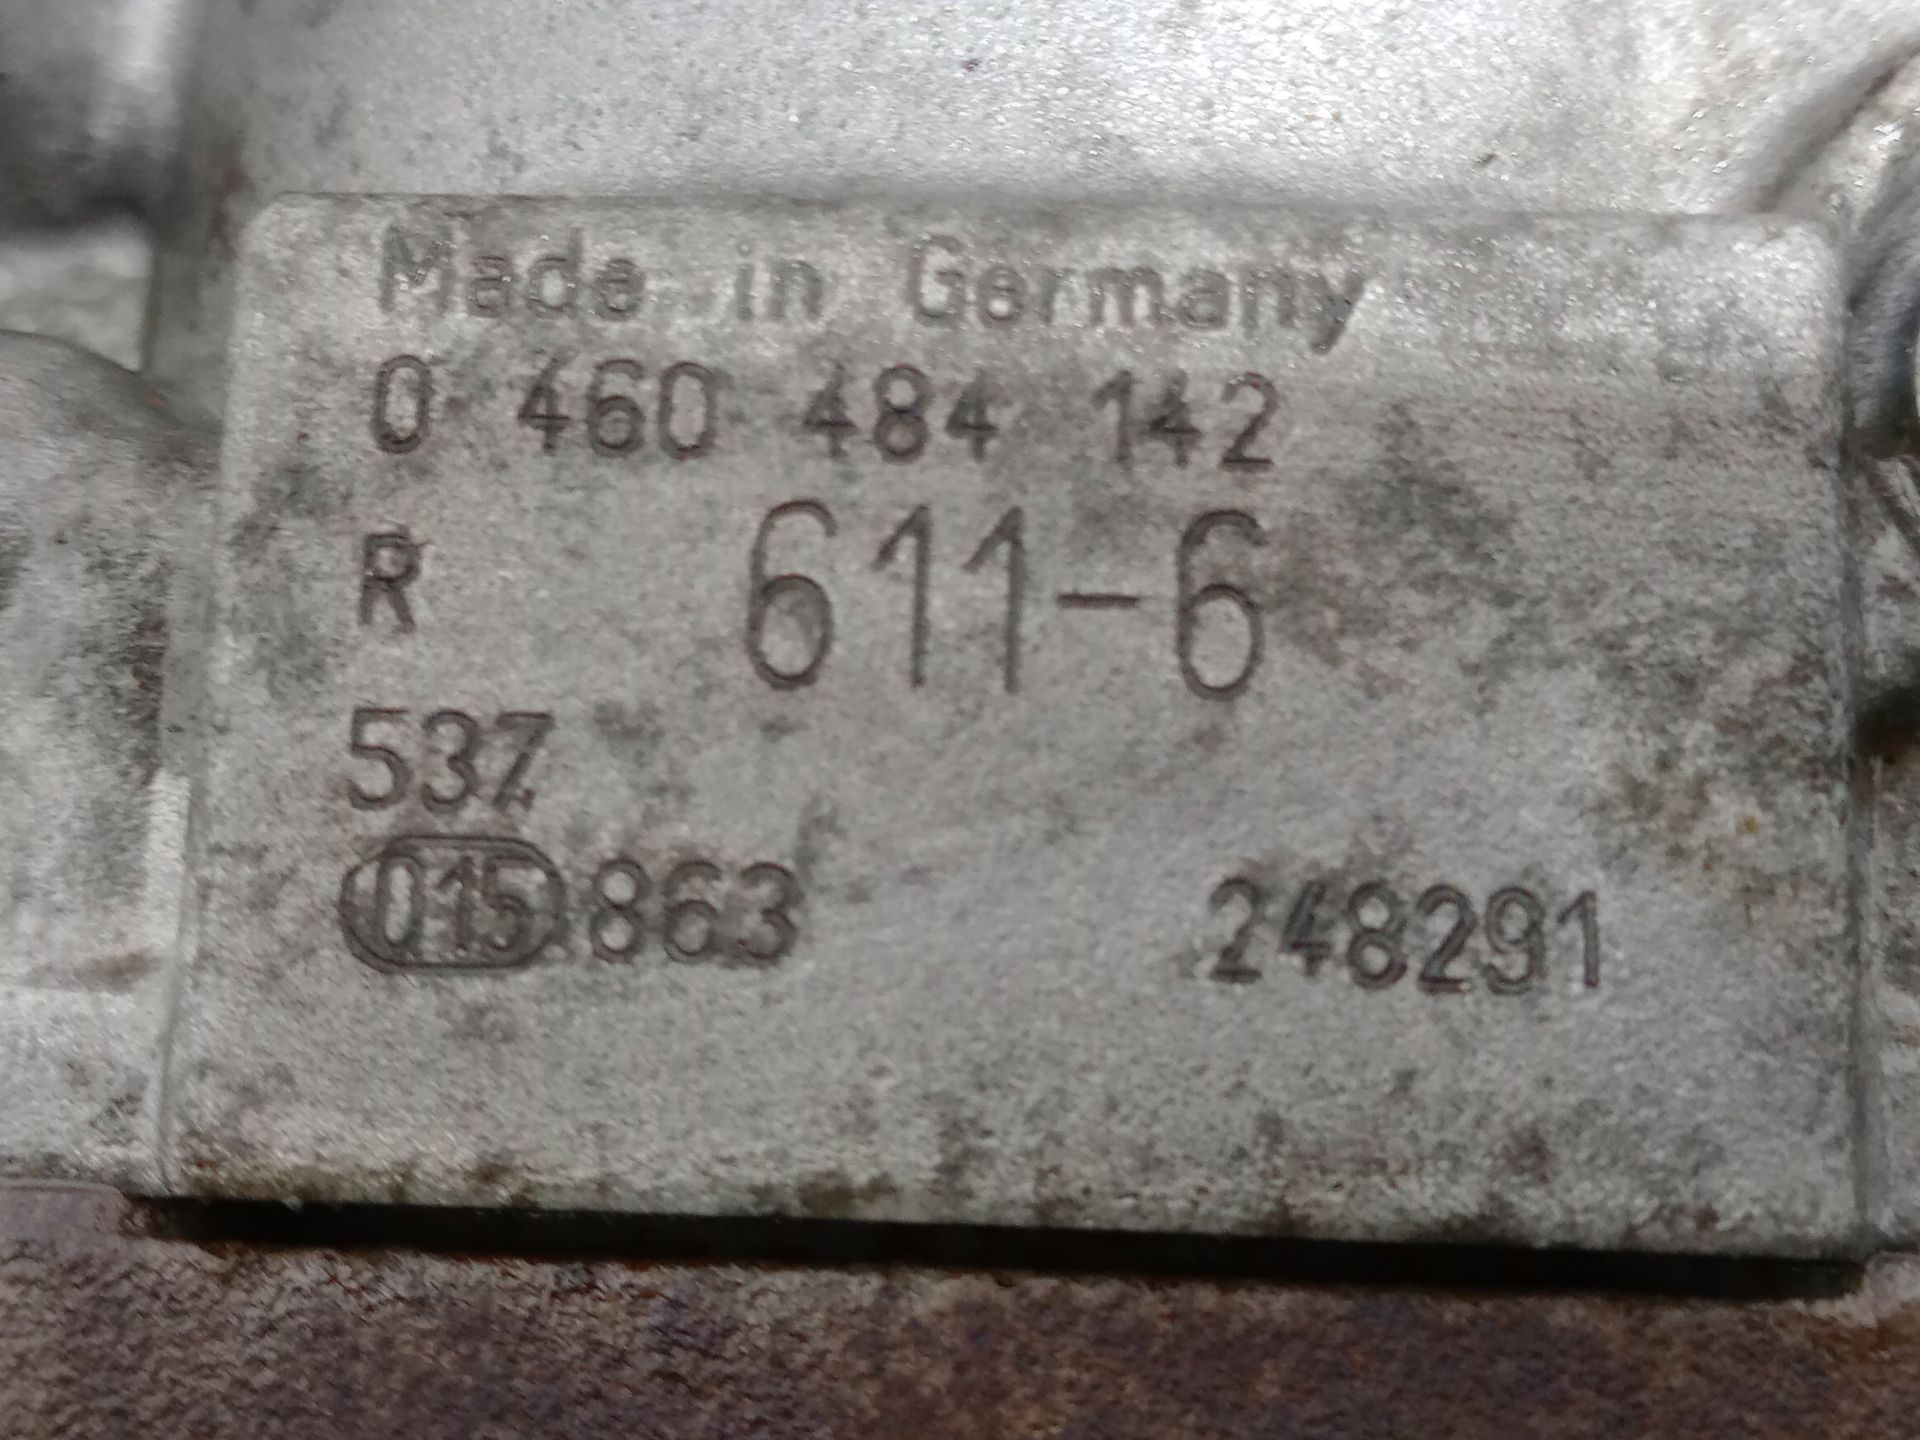 Made in Germany
0 460 484 142
R 611-6
537
015 863 248291